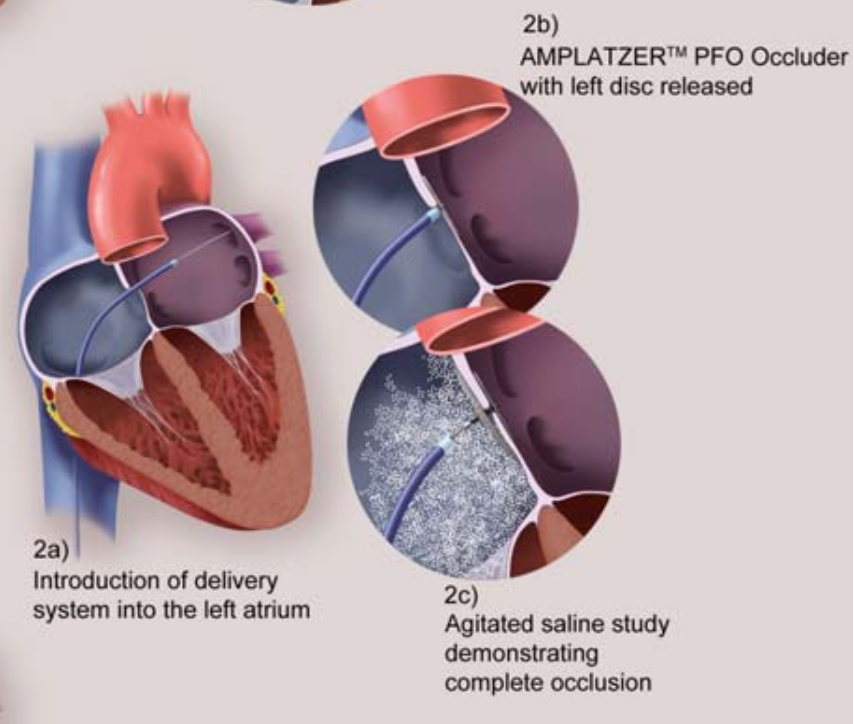 2b)
AMPLATZER™ PFO Occluder
with left disc released
2a)
Introduction of delivery
system into the left atrium
2c)
Agitated saline study
demonstrating
complete occlusion